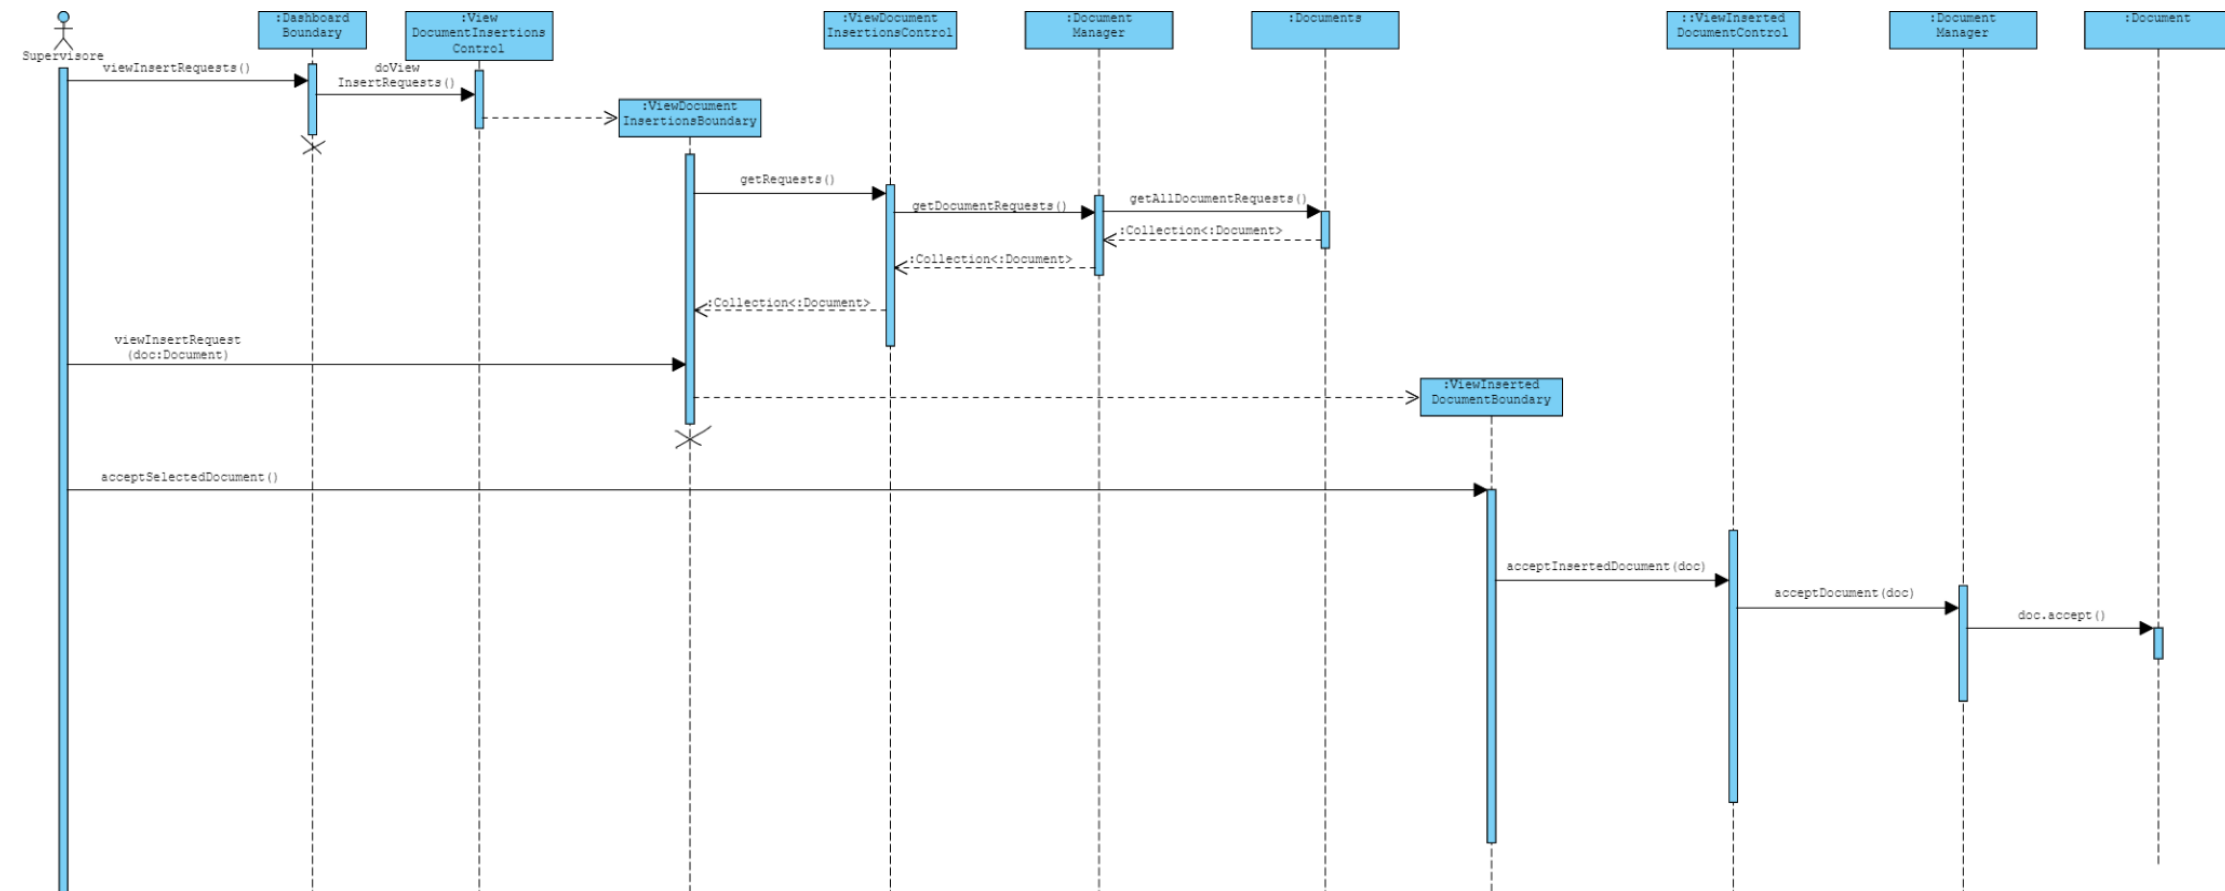 :Dashboard
Boundary
:View
DocumentInsertions
Control
:ViewDocument
InsertionsControl
:Document
Manager
:Documents
::ViewInserted
DocumentControl
:Document
Manager
:Document
Supervisore
viewInsertRequests()
doView
InsertRequests()
:ViewDocument
InsertionsBoundary
getRequests()
getDocumentRequests()
getAllDocumentRequests()
:Collection<:Document>
:Collection<:Document>
:Collection<:Document>
viewInsertRequest
(doc:Document)
:ViewInserted
DocumentBoundary
acceptSelectedDocument()
acceptInsertedDocument(doc)
acceptDocument(doc)
doc.accept()